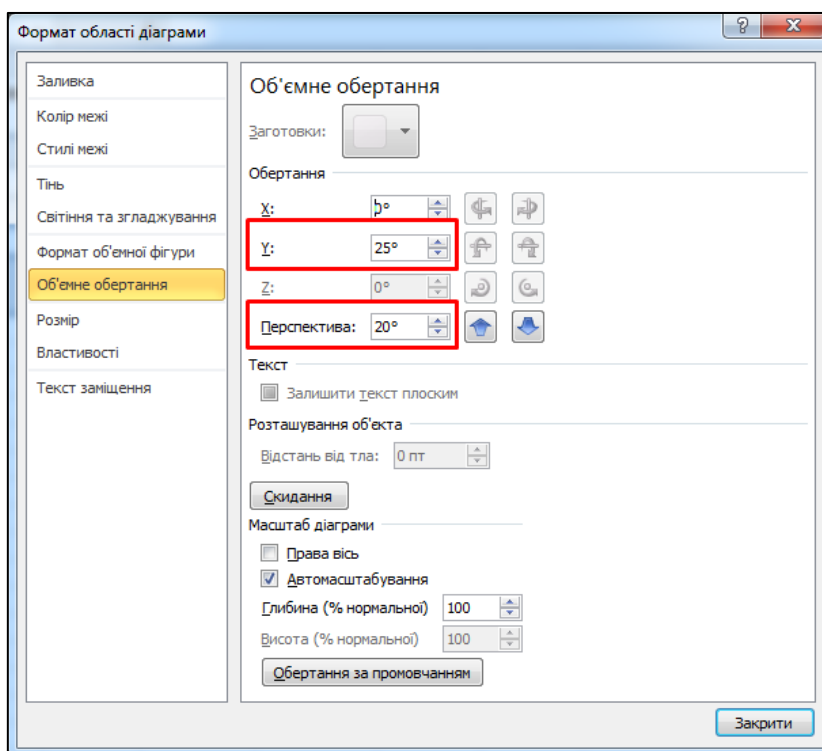 Формат області діаграми
Заливка
Колір межі
Стилі межі
Тінь
Світіння та згладжування
Формат об'ємної фігури
Об'ємне обертання
Розмір
Властивості
Текст заміщення
Об'ємне обертання
Заготовки:
Обертання
X: 0°
Y: 25°
Z: 0°
Перспектива: 20°
Текст
Залишити текст плоским
Розташування об'єкта
Відстань від тла: 0 пт
Скидання
Масштаб діаграми
Права вісь
Автомасштабування
Глибина (% нормальної) 100
Висота (% нормальної) 100
Обертання за промовчанням
Закрити